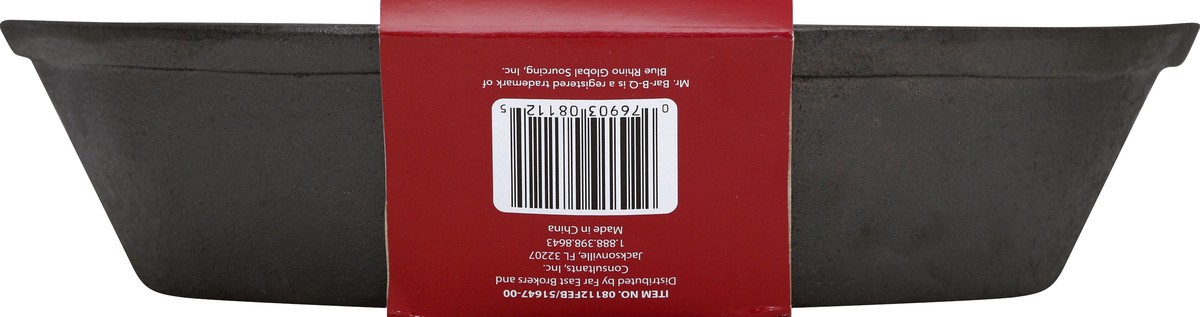 ITEM NO. 08112FEB/51647-00
Distributed by Far East Brokers and
Consultants, Inc.
Jacksonville, FL 32207
1.888.398.8643
Made in China
0 76903 08112 5
Mr. Bar-B-Q is a registered trademark of
Blue Rhino Global Sourcing, Inc.